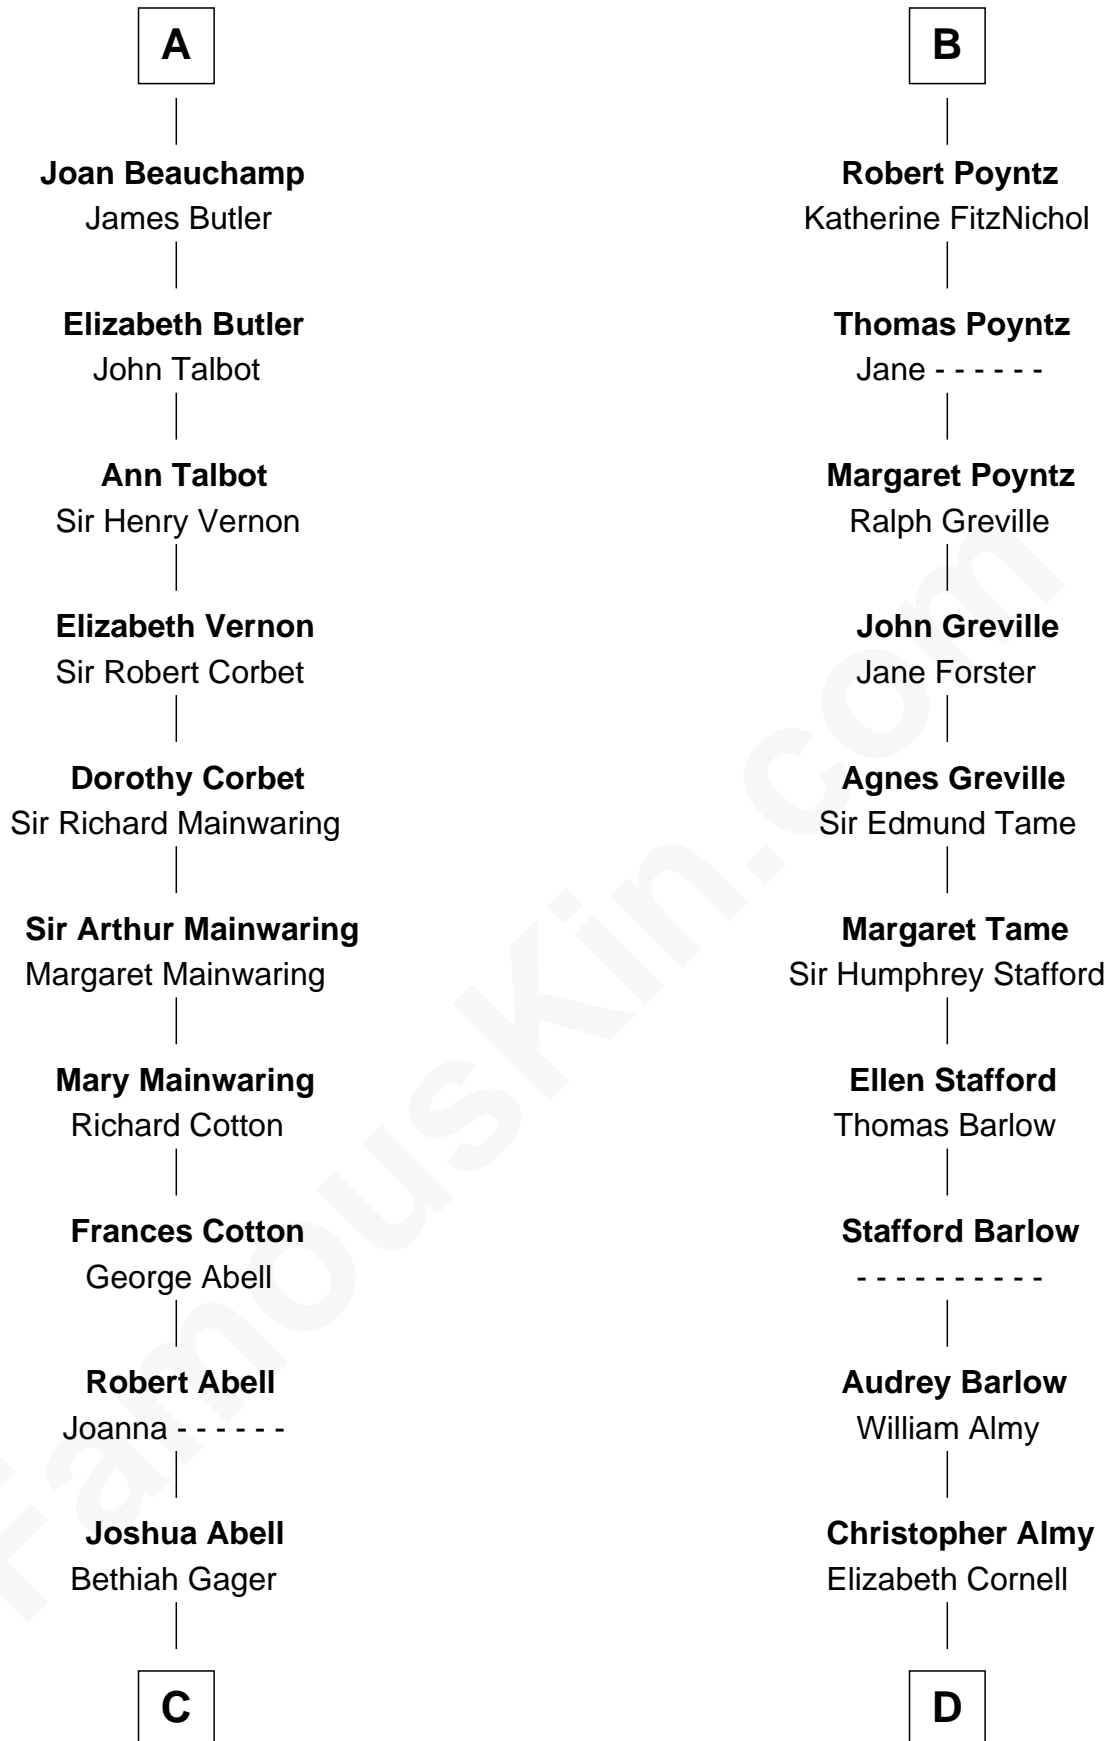 A
Joan Beauchamp
James Butler
Elizabeth Butler
John Talbot
Ann Talbot
Sir Henry Vernon
Elizabeth Vernon
Sir Robert Corbet
Dorothy Corbet
Sir Richard Mainwaring
Sir Arthur Mainwaring
Margaret Mainwaring
Mary Mainwaring
Richard Cotton
Frances Cotton
George Abell
Robert Abell
Joanna - - - - - -
Joshua Abell
Bethiah Gager
C
B
Robert Poyntz
Katherine FitzNichol
Thomas Poyntz
Jane - - - - - -
Margaret Poyntz
Ralph Greville
John Greville
Jane Forster
Agnes Greville
Sir Edmund Tame
Margaret Tame
Sir Humphrey Stafford
Ellen Stafford
Thomas Barlow
Stafford Barlow
- - - - - - - - - -
Audrey Barlow
William Almy
Christopher Almy
Elizabeth Cornell
D
FamousKin.com